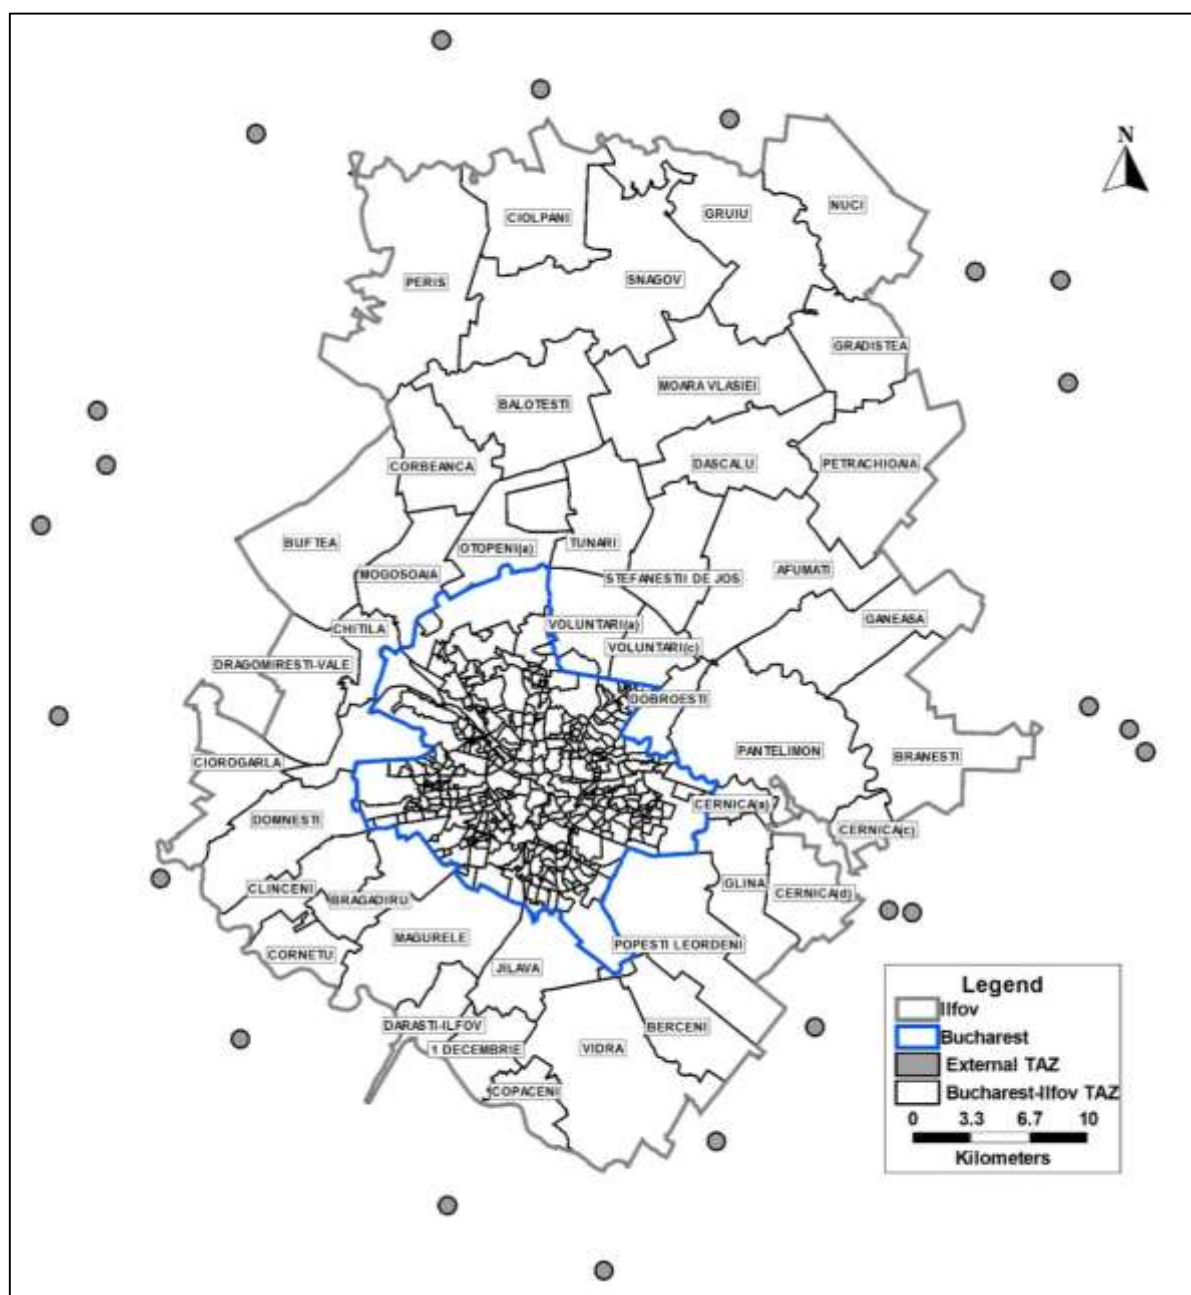 N
NUCI
CIOLPANI
GRUIU
PERIS
SNAGOV
GRADISTEA
MOARA VLASIEI
BALOTESTI
CORBEANCA
DASCALU
PETRACHIOAIA
BUFTEA
OTOPENI(a)
TUNARI
MOGOSOAIA
STEFANESTII DE JOS
AFUMATI
GANEASA
CHITILA
VOLUNTARI(a)
VOLUNTARI(c)
DRAGOMIRESTI-VALE
DOBROESTI
PANTELIMON
BRANESTI
CIOROGARLA
CERNICA(a)
DOMNESTI
CERNICA(c)
CLINCENI
BRAGADIRU
GLINA
CERNICA(d)
MAGURELE
POPESTI LEORDENI
CORNETU
JILAVA
DARASTI-ILFOV
BERCENI
1 DECEMBRIE
VIDRA
COPACENI
Legend
Ilfov
Bucharest
External TAZ
Bucharest-Ilfov TAZ
0 3.3 6.7 10
Kilometers